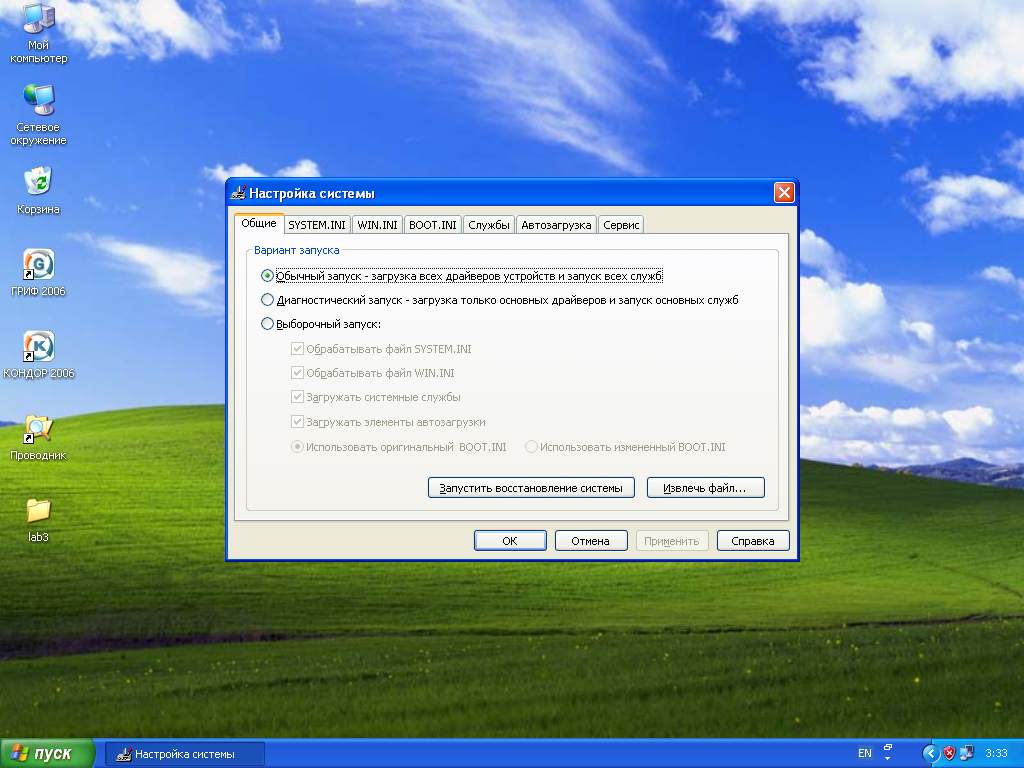 Мой
компьютер
Сетевое
окружение
Корзина
ГРИФ 2006
КОНДОР 2006
Проводник
lab3
Настройка системы
Общие SYSTEM.INI WIN.INI BOOT.INI Службы Автозагрузка Сервис
Вариант запуска
Обычный запуск - загрузка всех драйверов устройств и запуск всех служб
Диагностический запуск - загрузка только основных драйверов и запуск основных служб
Выборочный запуск:
Обрабатывать файл SYSTEM.INI
Обрабатывать файл WIN.INI
Загружать системные службы
Загружать элементы автозагрузки
Использовать оригинальный BOOT.INI Использовать измененный BOOT.INI
Запустить восстановление системы Извлечь файл...
ОК Отмена Применить Справка
пуск Настройка системы EN 3:33